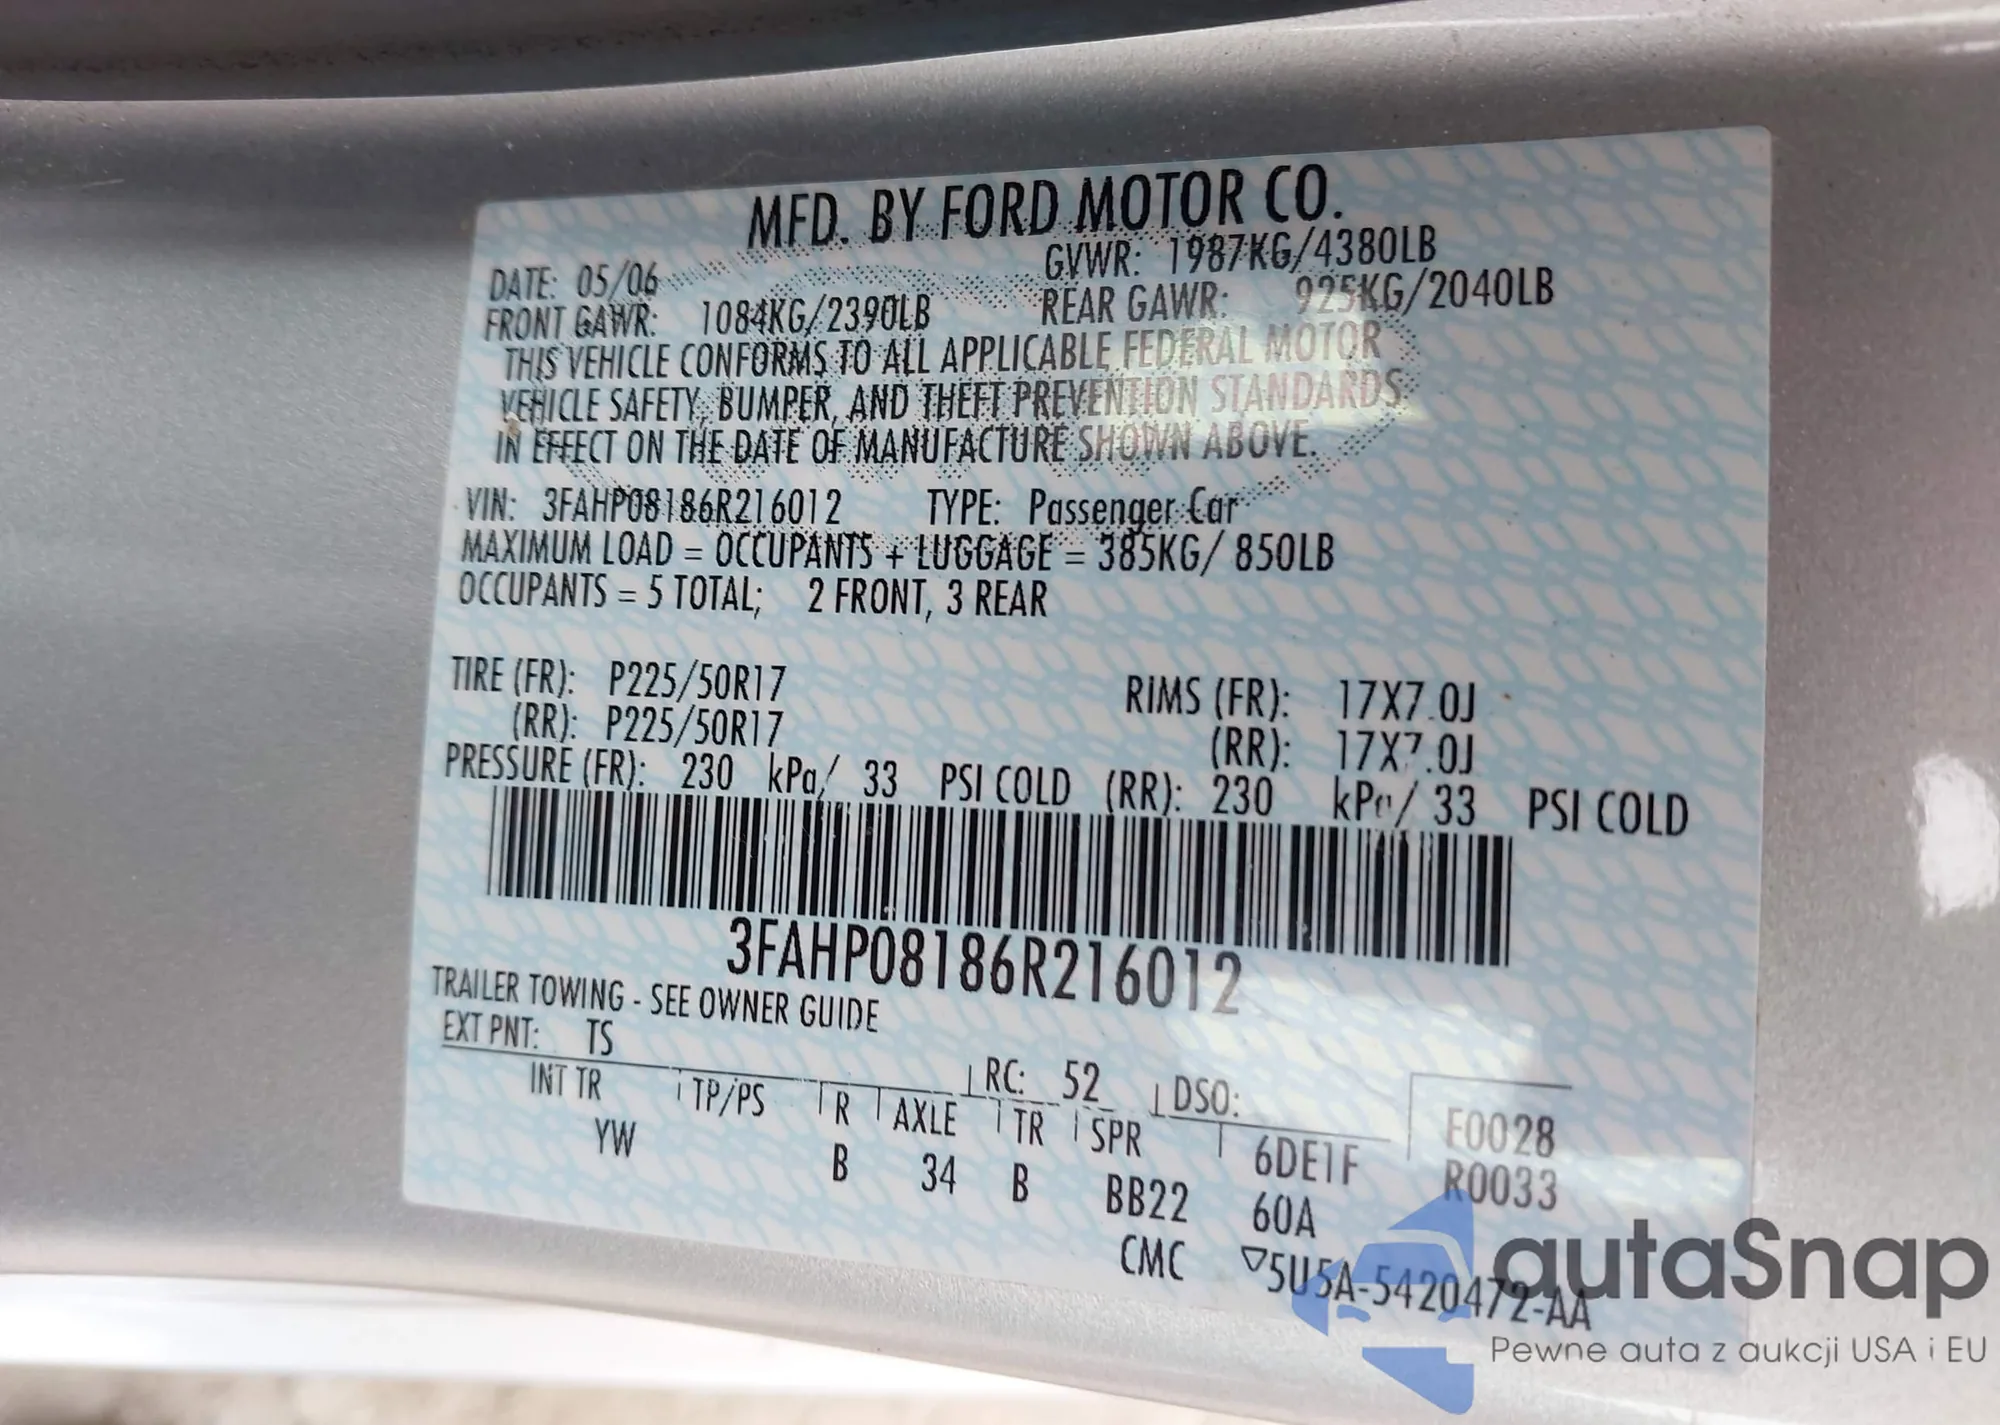 MFD. BY FORD MOTOR CO.
DATE: 05/06 GVWR: 1987KG/4380LB
FRONT GAWR: 1084KG/2390LB REAR GAWR: 925KG/2040LB
THIS VEHICLE CONFORMS TO ALL APPLICABLE FEDERAL MOTOR
VEHICLE SAFETY, BUMPER, AND THEFT PREVENTION STANDARDS
IN EFFECT ON THE DATE OF MANUFACTURE SHOWN ABOVE.
VIN: 3FAHP08186R216012 TYPE: Passenger Car
MAXIMUM LOAD = OCCUPANTS + LUGGAGE = 385KG/ 850LB
OCCUPANTS = 5 TOTAL; 2 FRONT, 3 REAR
TIRE (FR): P225/50R17 RIMS (FR): 17X7.0J
(RR): P225/50R17 (RR): 17X7.0J
PRESSURE (FR): 230 kPa/ 33 PSI COLD (RR): 230 kPa/ 33 PSI COLD
3FAHP08186R216012
TRAILER TOWING - SEE OWNER GUIDE
EXT PNT: TS RC: 52 DSO:
INT TR TP/PS R AXLE TR SPR 6DE1F F0028
YW B 34 B BB22 60A R0033
CMC ▽5U5A-5420472-AA
autaSnap
Pewne auta z aukcji USA i EU